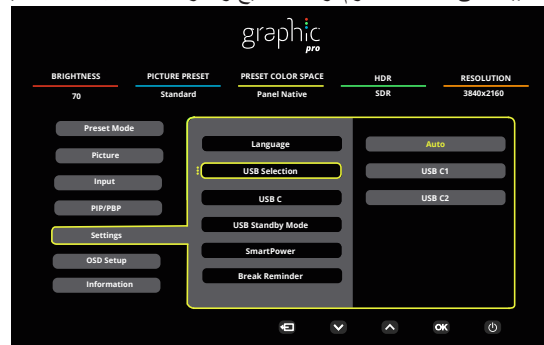 graphic
pro
BRIGHTNESS PICTURE PRESET PRESET COLOR SPACE HDR RESOLUTION
70 Standard Panel Native SDR 3840x2160
Preset Mode
Picture
Input
PIP/PBP
Settings
OSD Setup
Information
Language
USB Selection
USB C
USB Standby Mode
SmartPower
Break Reminder
Auto
USB C1
USB C2
OK